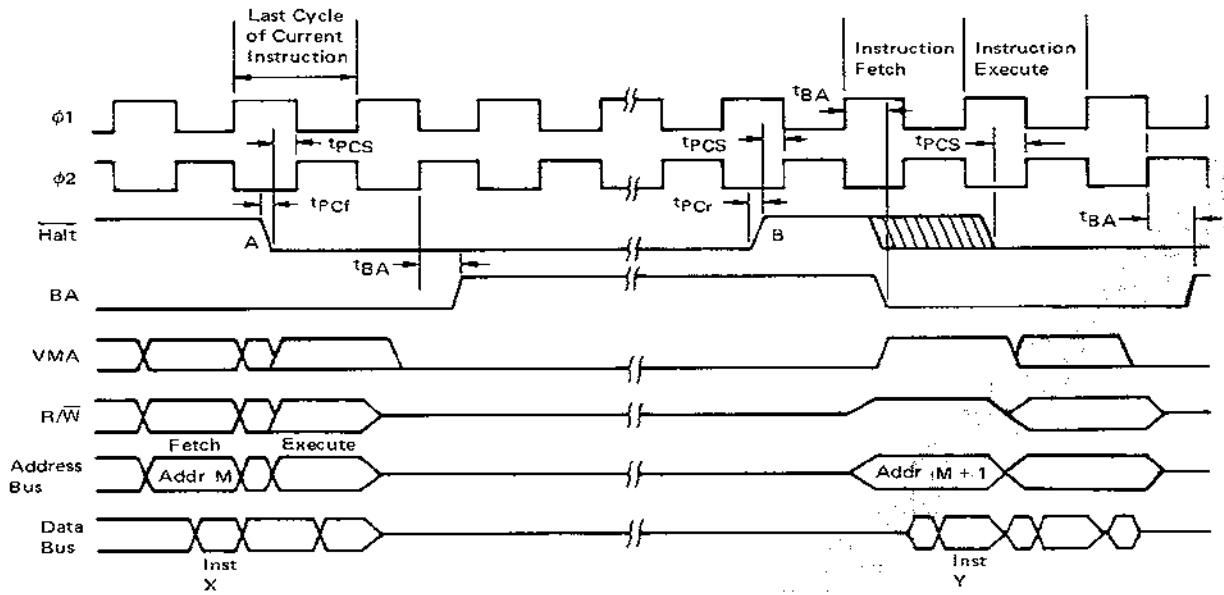 Last Cycle
of Current
Instruction
Instruction
Fetch
Instruction
Execute
tBA
ϕ1
tPCS
tPCS
tPCS
ϕ2
tPCf
tPCr
tBA
Halt
A
B
tBA
BA
VMA
R/W
Fetch
Execute
Address
Bus
Addr M
Addr (M + 1
Data
Bus
Inst
X
Inst
Y